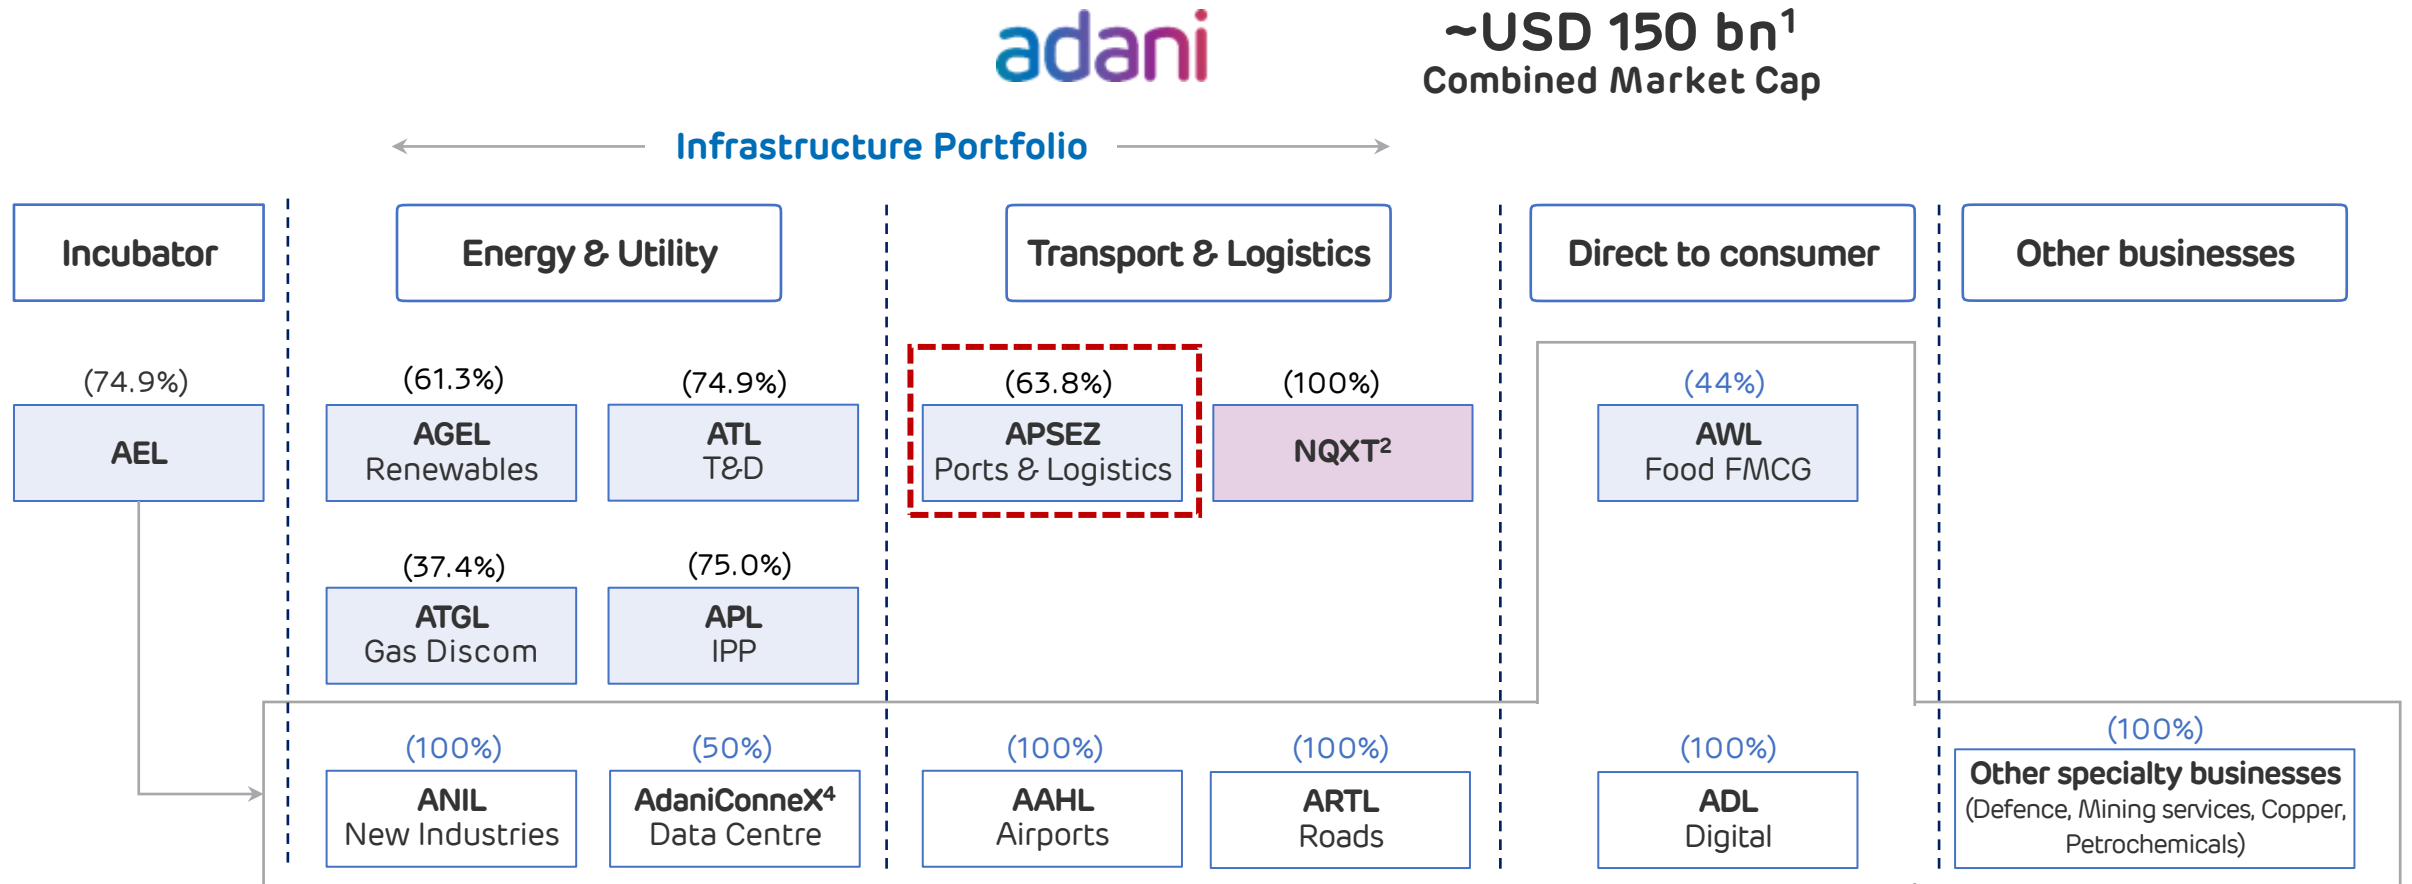 adani
~USD 150 bn¹
Combined Market Cap
Infrastructure Portfolio
Incubator
Energy & Utility
Transport & Logistics
Direct to consumer
Other businesses
(74.9%)
AEL
(61.3%)
AGEL
Renewables
(74.9%)
ATL
T&D
(63.8%)
APSEZ
Ports & Logistics
(100%)
NQXT²
(44%)
AWL
Food FMCG
(37.4%)
ATGL
Gas Discom
(75.0%)
APL
IPP
(100%)
ANIL
New Industries
(50%)
AdaniConneX⁴
Data Centre
(100%)
AAHL
Airports
(100%)
ARTL
Roads
(100%)
ADL
Digital
(100%)
Other specialty businesses
(Defence, Mining services, Copper,
Petrochemicals)